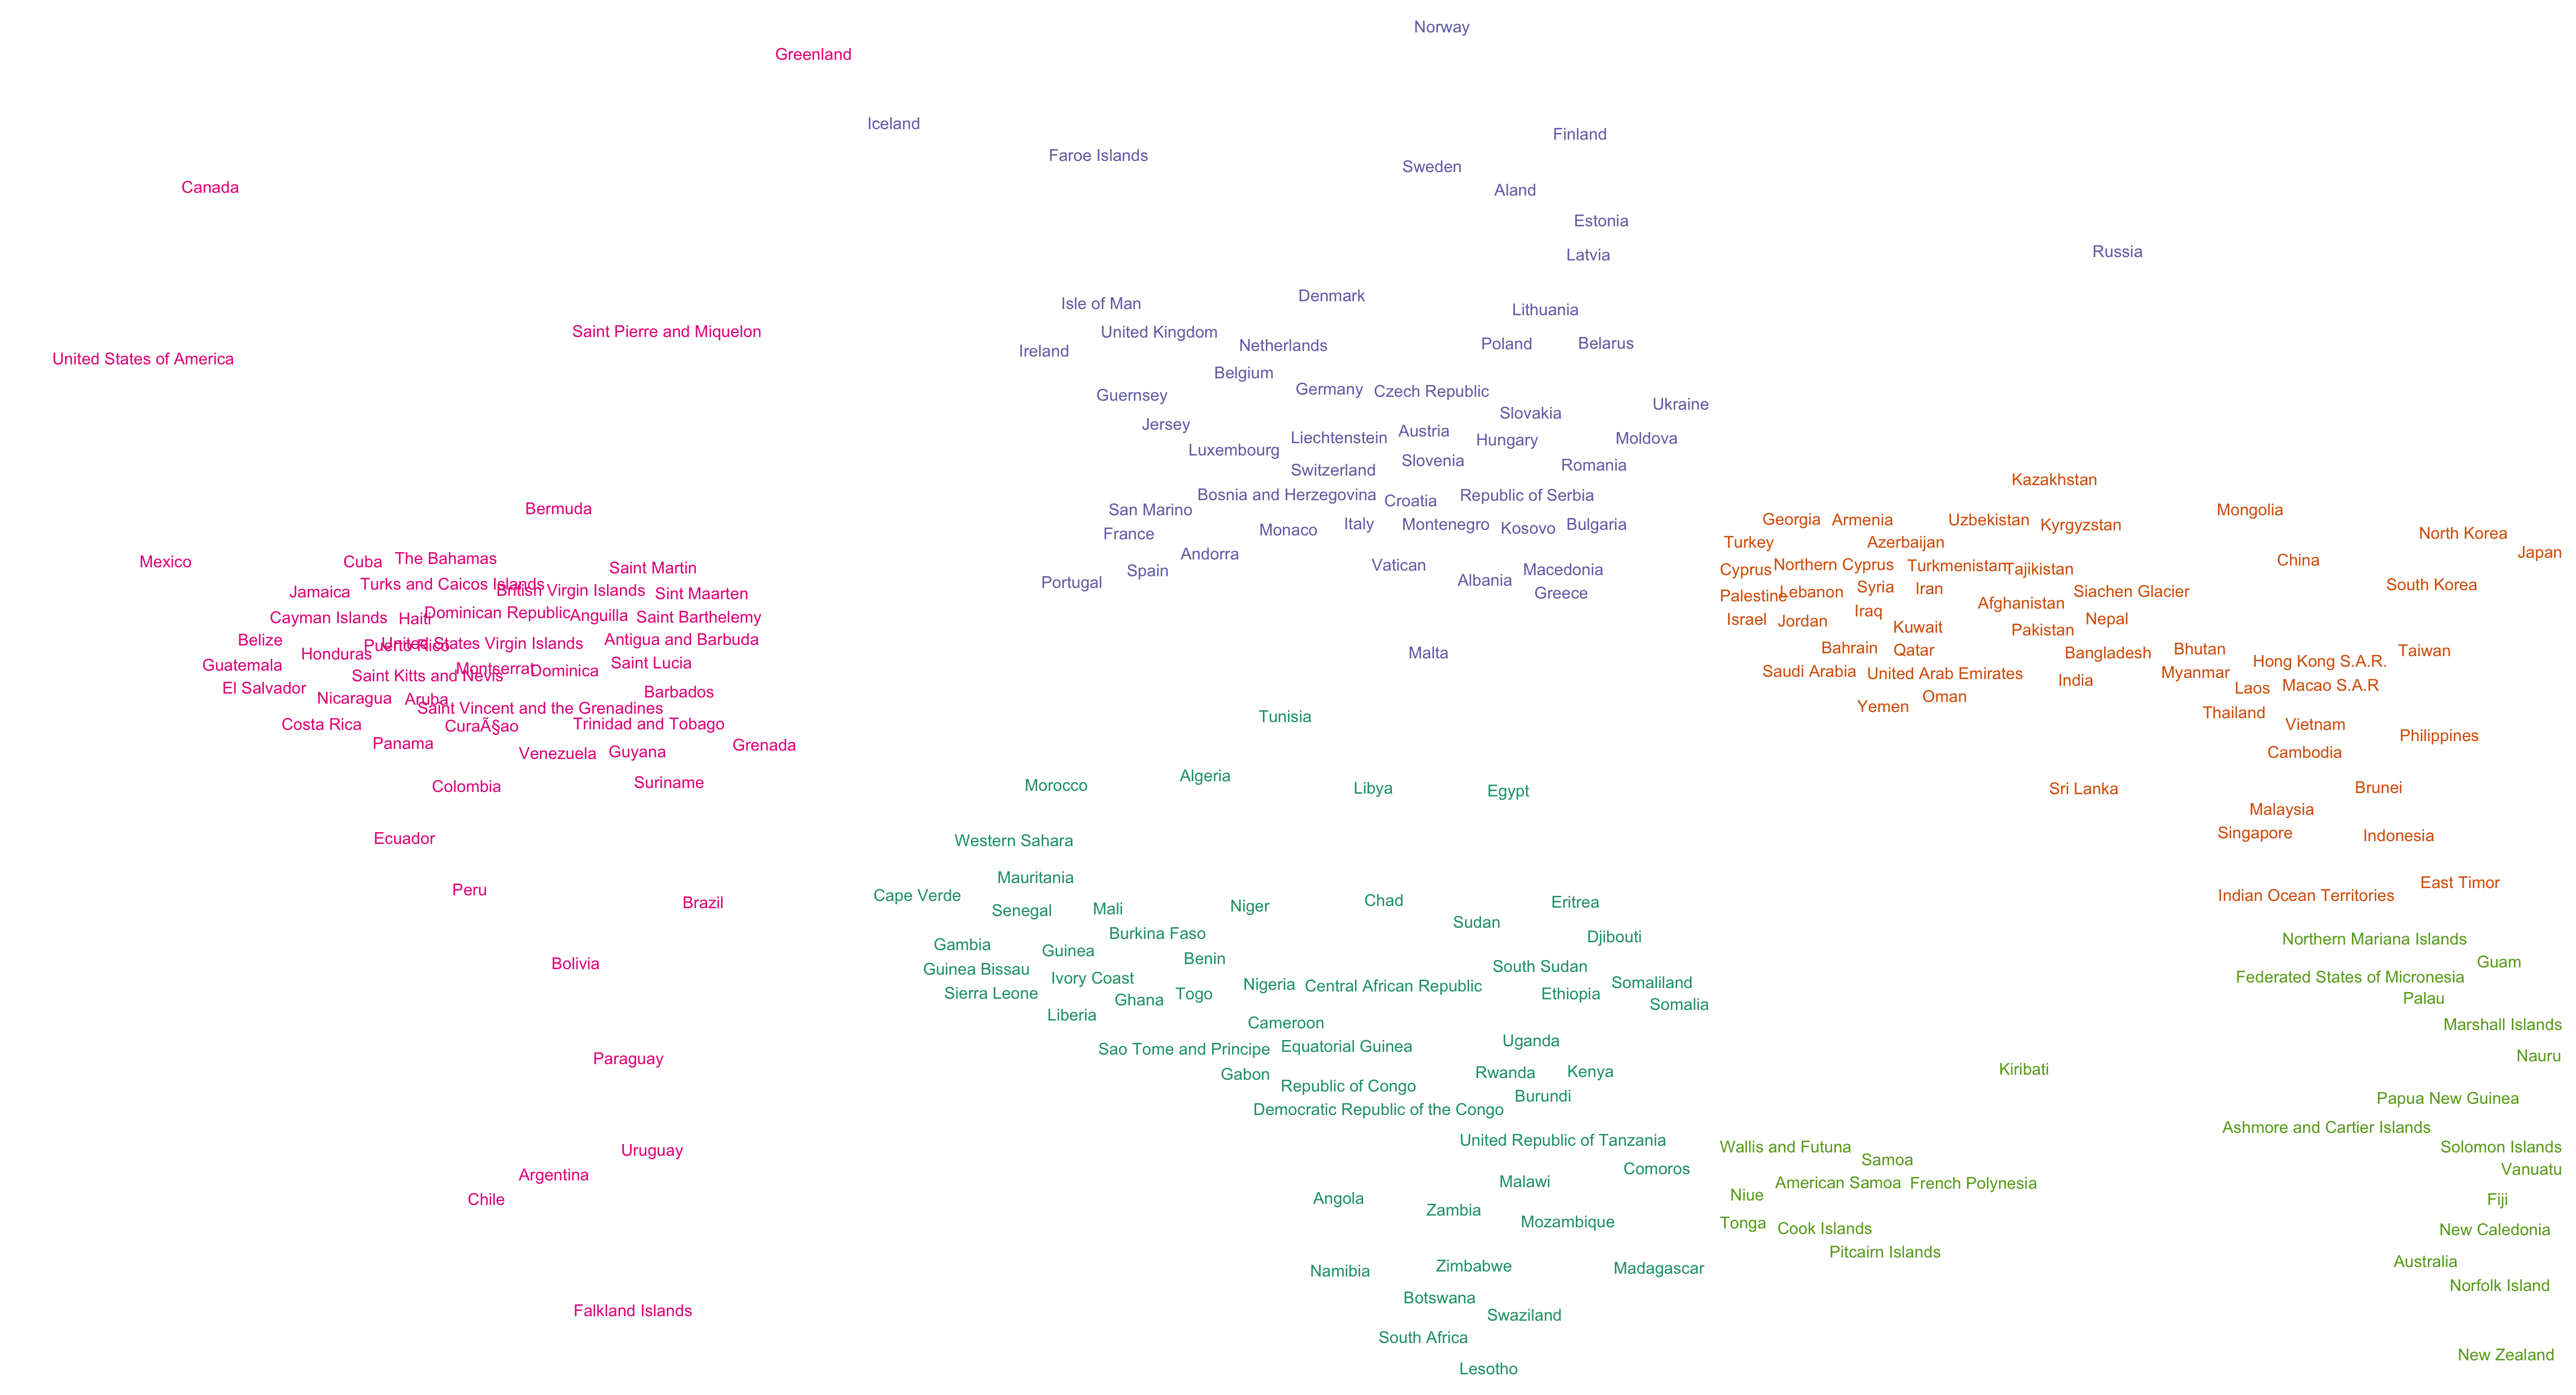 Norway
Greenland
Iceland
Finland
Faroe Islands
Sweden
Canada
Aland
Estonia
Russia
Latvia
Denmark
Isle of Man
Lithuania
Saint Pierre and Miquelon
United Kingdom
Netherlands
Poland
Belarus
Ireland
United States of America
Belgium
Germany
Czech Republic
Guernsey
Ukraine
Slovakia
Jersey
Austria
Liechtenstein
Hungary
Moldova
Luxembourg
Slovenia
Romania
Switzerland
Kazakhstan
Bosnia and Herzegovina
Republic of Serbia
Croatia
Bermuda
San Marino
Mongolia
Georgia
Armenia
Uzbekistan
Italy
Montenegro
Bulgaria
Kyrgyzstan
Kosovo
Monaco
France
North Korea
Turkey
Azerbaijan
Japan
Andorra
The Bahamas
China
Mexico
Cuba
Northern Cyprus
Vatican
Turkmenistan
Saint Martin
Cyprus
Macedonia
Tajikistan
Spain
Albania
Portugal
Turks and Caicos Islands
South Korea
Syria
Iran
British Virgin Islands
Jamaica
Lebanon
Siachen Glacier
Greece
Sint Maarten
Palestine
Afghanistan
Iraq
Dominican Republic
Anguilla
Saint Barthelemy
Cayman Islands
Haiti
Nepal
Israel
Jordan
Kuwait
Pakistan
Belize
Antigua and Barbuda
United States Virgin Islands
Puerto Rico
Bahrain
Bhutan
Qatar
Taiwan
Malta
Bangladesh
Honduras
Hong Kong S.A.R.
Saint Lucia
Guatemala
Montserrat
Dominica
Saudi Arabia
Myanmar
United Arab Emirates
Saint Kitts and Nevis
India
Macao S.A.R
El Salvador
Laos
Barbados
Oman
Nicaragua
Aruba
Yemen
Saint Vincent and the Grenadines
Thailand
Tunisia
Costa Rica
Trinidad and Tobago
Vietnam
CuraÃ§ao
Philippines
Panama
Grenada
Guyana
Cambodia
Venezuela
Algeria
Suriname
Morocco
Colombia
Brunei
Libya
Sri Lanka
Egypt
Malaysia
Singapore
Indonesia
Ecuador
Western Sahara
Mauritania
East Timor
Peru
Cape Verde
Indian Ocean Territories
Chad
Brazil
Eritrea
Niger
Mali
Senegal
Sudan
Burkina Faso
Djibouti
Northern Mariana Islands
Gambia
Guinea
Benin
Guam
Bolivia
South Sudan
Guinea Bissau
Federated States of Micronesia
Ivory Coast
Somaliland
Nigeria
Central African Republic
Sierra Leone
Togo
Ethiopia
Palau
Ghana
Somalia
Liberia
Cameroon
Marshall Islands
Uganda
Equatorial Guinea
Sao Tome and Principe
Nauru
Paraguay
Kiribati
Kenya
Rwanda
Gabon
Republic of Congo
Burundi
Papua New Guinea
Democratic Republic of the Congo
Ashmore and Cartier Islands
United Republic of Tanzania
Wallis and Futuna
Solomon Islands
Uruguay
Samoa
Comoros
Vanuatu
Argentina
Malawi
American Samoa
French Polynesia
Niue
Angola
Chile
Fiji
Zambia
Mozambique
Tonga
Cook Islands
New Caledonia
Pitcairn Islands
Australia
Zimbabwe
Madagascar
Namibia
Norfolk Island
Botswana
Falkland Islands
Swaziland
South Africa
New Zealand
Lesotho